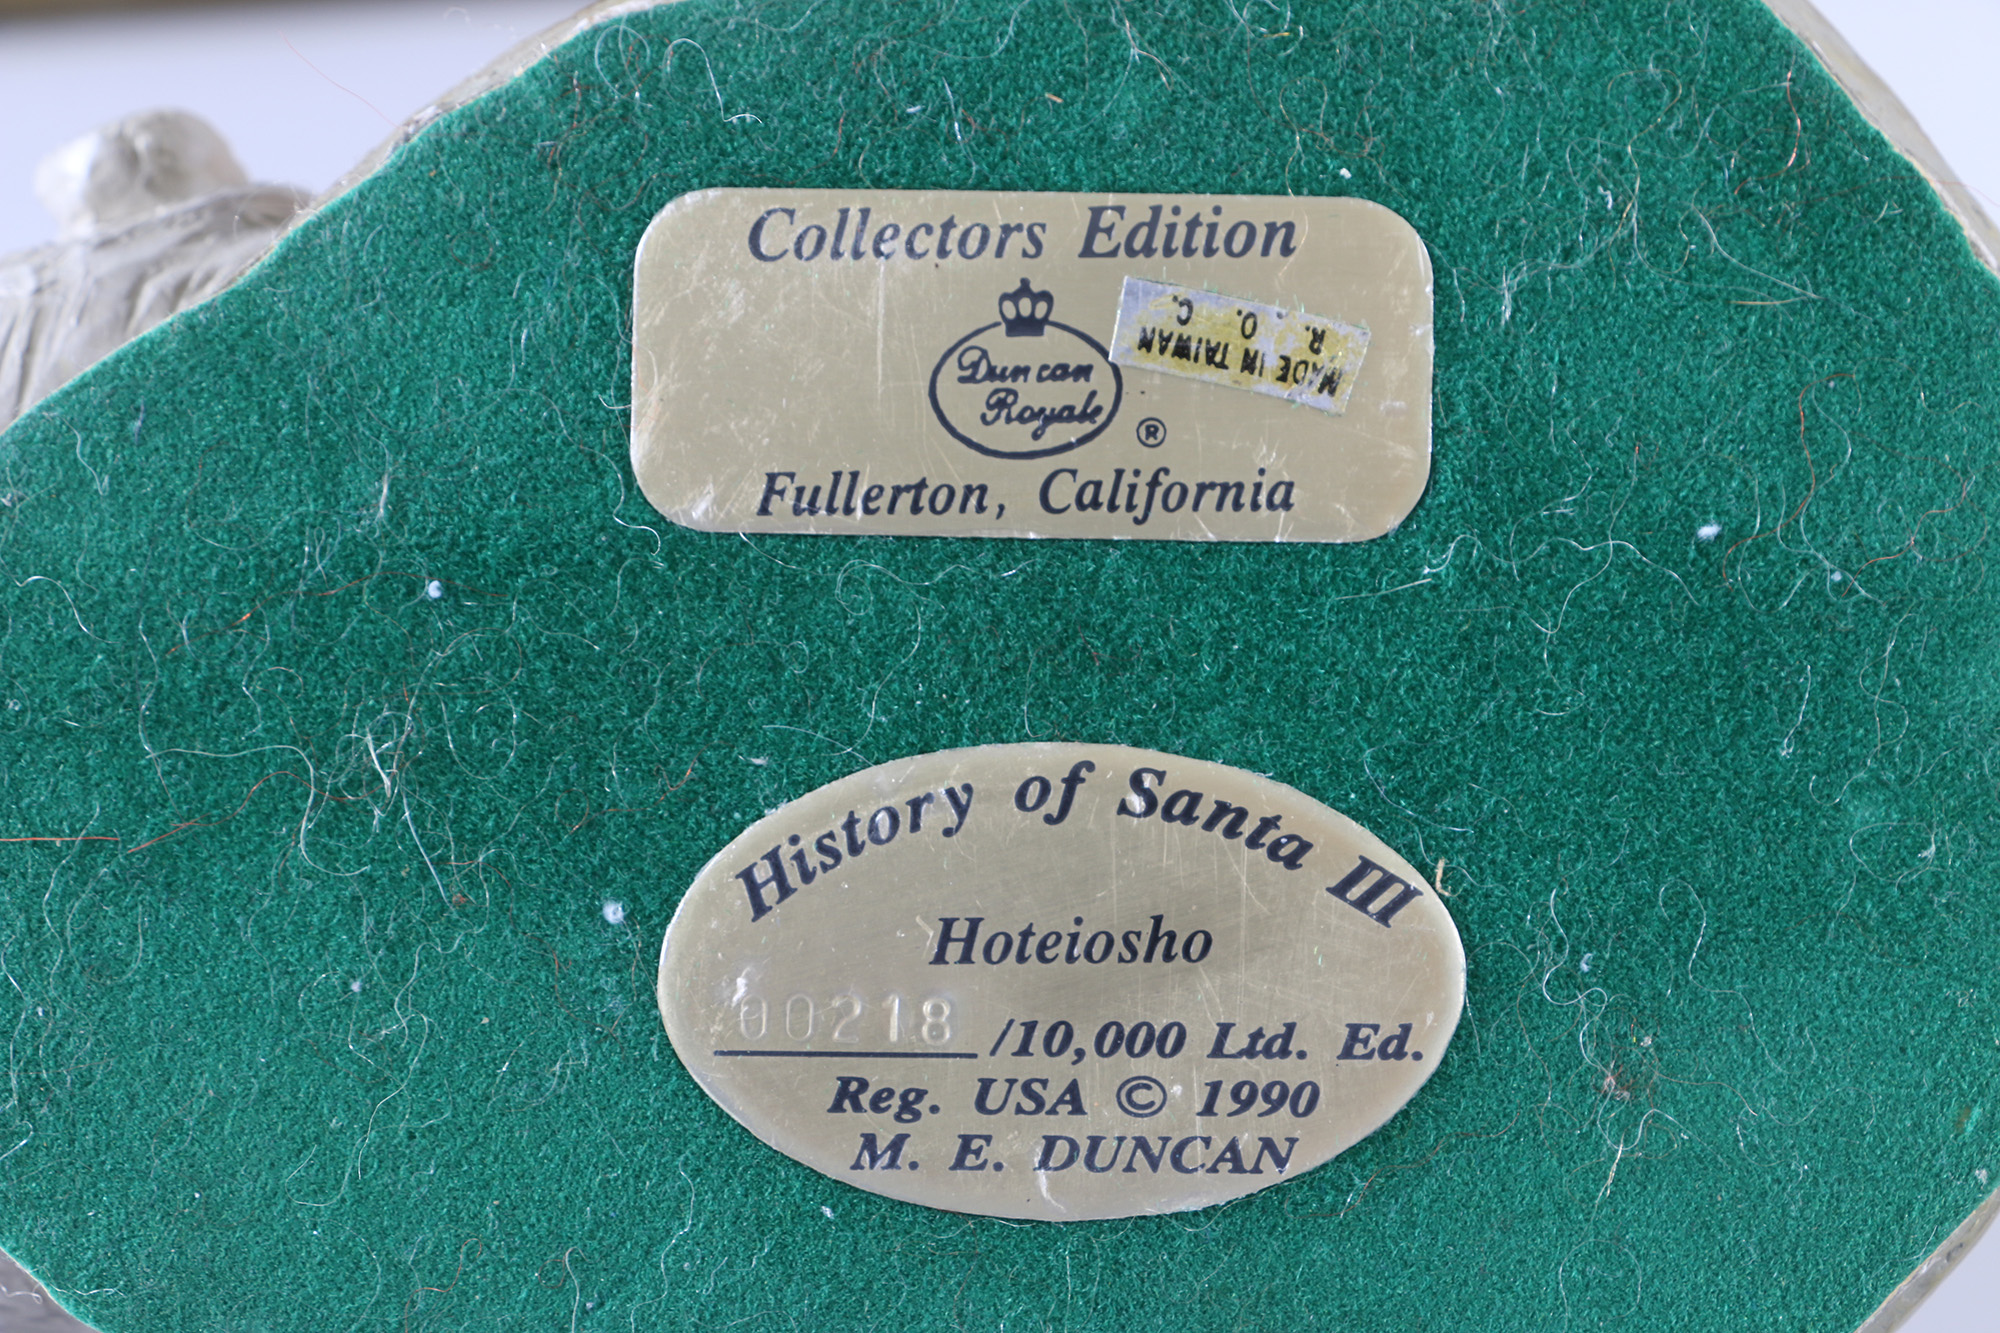 Collectors Edition
Duncan
Royale
®
MADE IN TAIWAN
R. O. C.
Fullerton, California
History of Santa III
Hoteiosho
00218 /10,000 Ltd. Ed.
Reg. USA © 1990
M. E. DUNCAN